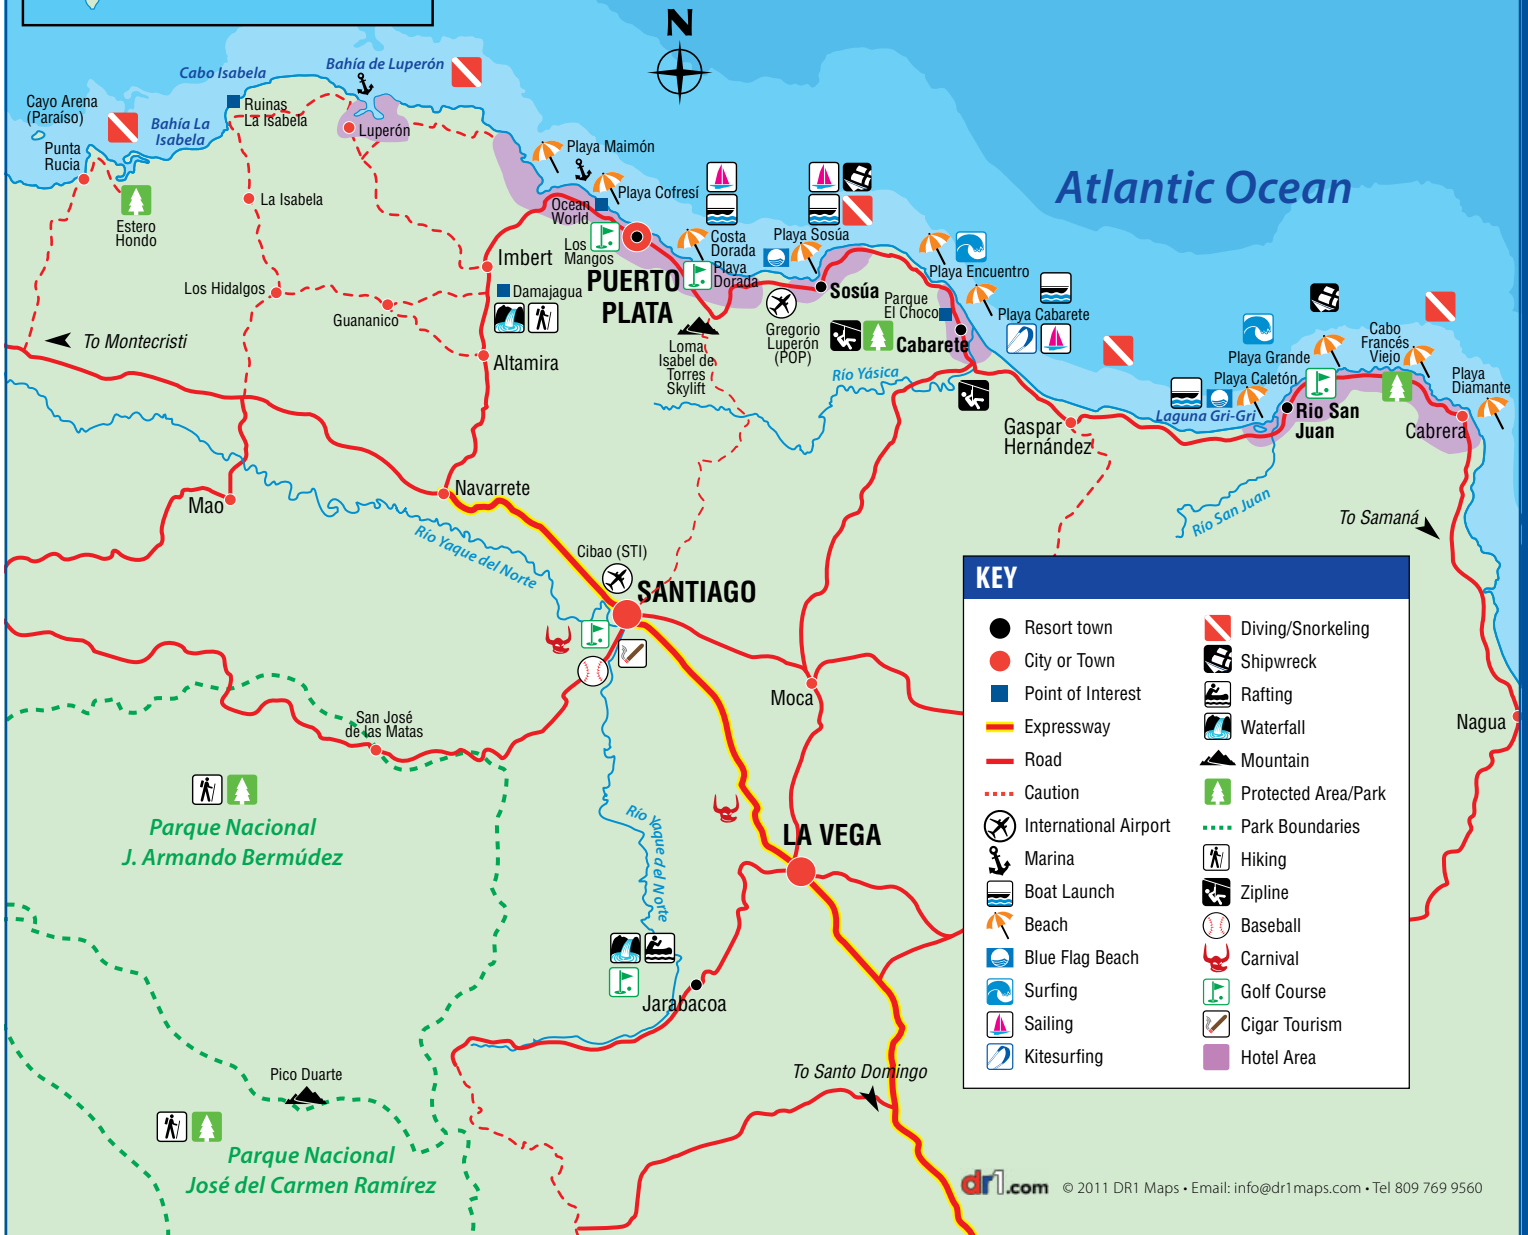 N
Bahía de Luperón
Cabo Isabela
Cayo Arena
(Paraíso)
Ruinas
La Isabela
Bahía La
Isabela
Luperón
Punta
Rucia
Playa Maimón
Atlantic Ocean
Playa Cofresí
La Isabela
Estero
Hondo
Ocean
World
Los
Mangos
Costa
Dorada
Playa Sosúa
Imbert
Playa
Dorada
Playa Encuentro
PUERTO
PLATA
Los Hidalgos
Damajagua
Sosúa
Parque
El Choco
Playa Cabarete
Guananico
Gregorio
Luperón
(POP)
Cabarete
To Montecristi
Loma
Isabel de
Torres
Skylift
Altamira
Río Yásica
Cabo
Francés
Viejo
Playa Grande
Playa Caletón
Playa
Diamante
Laguna Gri-Gri
Rio San
Juan
Cabrera
Gaspar
Hernández
Navarrete
Mao
Río San Juan
To Samaná
Río Yaque del Norte
Cibao (STI)
SANTIAGO
Moca
San José
de las Matas
Nagua
Parque Nacional
J. Armando Bermúdez
Río Yaque del Norte
LA VEGA
Jarabacoa
Pico Duarte
To Santo Domingo
Parque Nacional
José del Carmen Ramírez
KEY
Resort town
City or Town
Point of Interest
Expressway
Road
Caution
International Airport
Marina
Boat Launch
Beach
Blue Flag Beach
Surfing
Sailing
Kitesurfing
Diving/Snorkeling
Shipwreck
Rafting
Waterfall
Mountain
Protected Area/Park
Park Boundaries
Hiking
Zipline
Baseball
Carnival
Golf Course
Cigar Tourism
Hotel Area
dr1.com © 2011 DR1 Maps • Email: info@dr1maps.com • Tel 809 769 9560